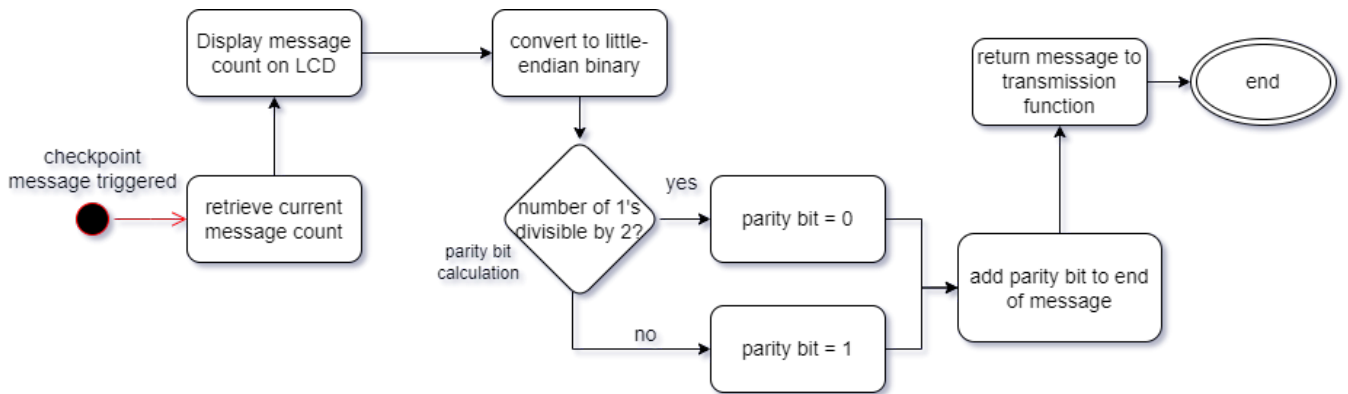 checkpoint
message triggered
retrieve current
message count
Display message
count on LCD
convert to little-
endian binary
number of 1's
divisible by 2?
parity bit
calculation
yes
parity bit = 0
no
parity bit = 1
add parity bit to end
of message
return message to
transmission
function
end